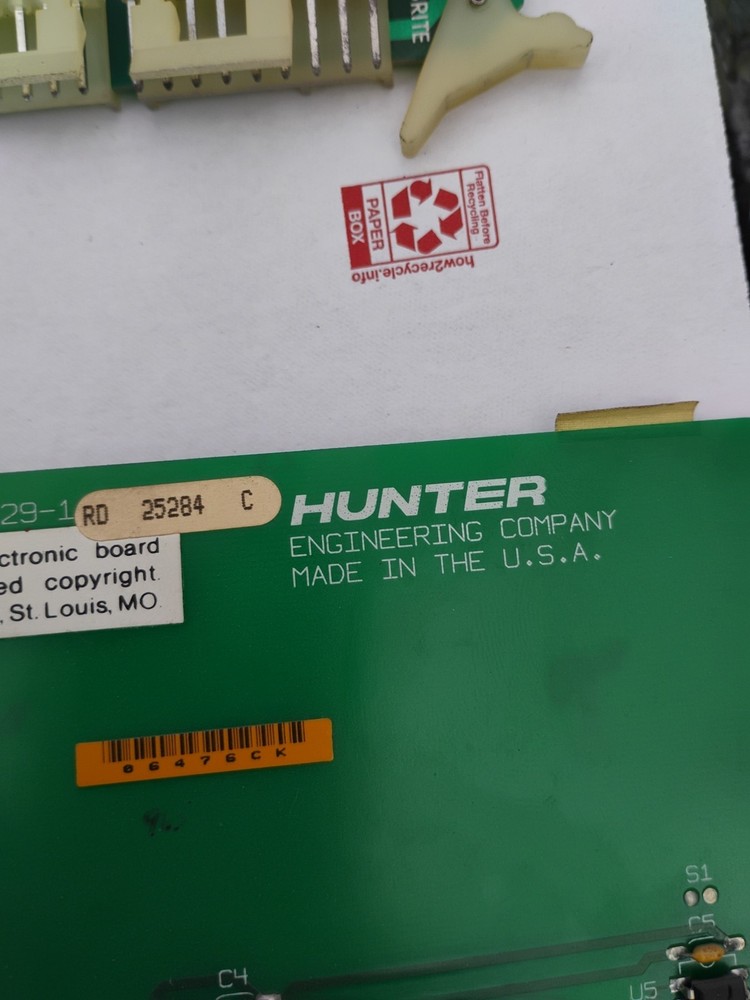 RITE
Flatten Before
Recycling
PAPER
BOX
how2recycle.info
29-1
RD 25284 C
HUNTER
ENGINEERING COMPANY
MADE IN THE U.S.A.
ctronic board
ed copyright.
, St. Louis, MO.
06476CK
S1
C5
C4
U5